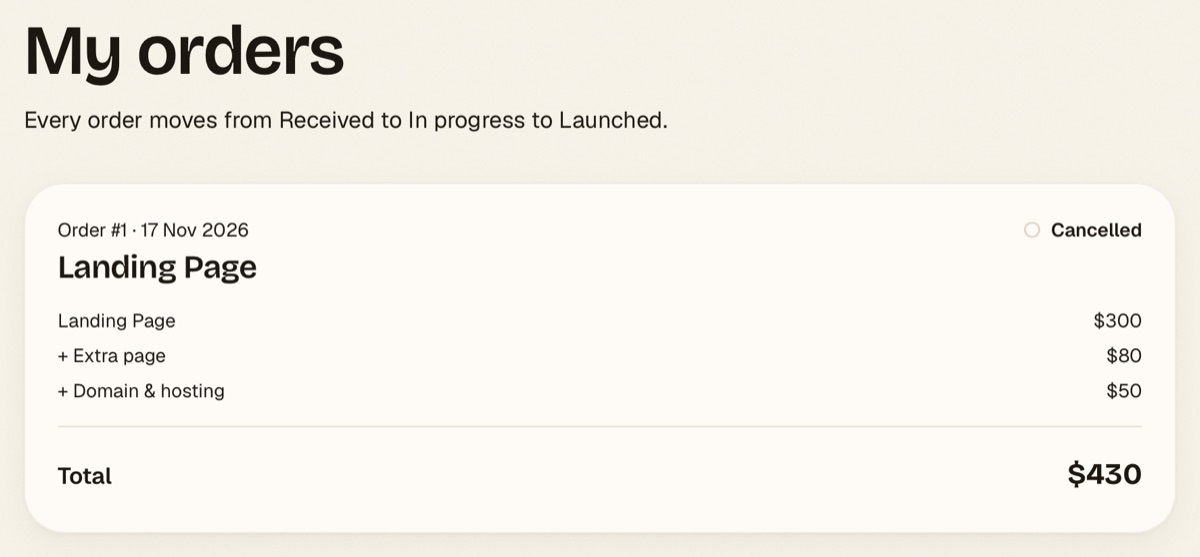 My orders
Every order moves from Received to In progress to Launched.
Order #1 · 17 Nov 2026
Cancelled
Landing Page
Landing Page $300
+ Extra page $80
+ Domain & hosting $50
Total $430